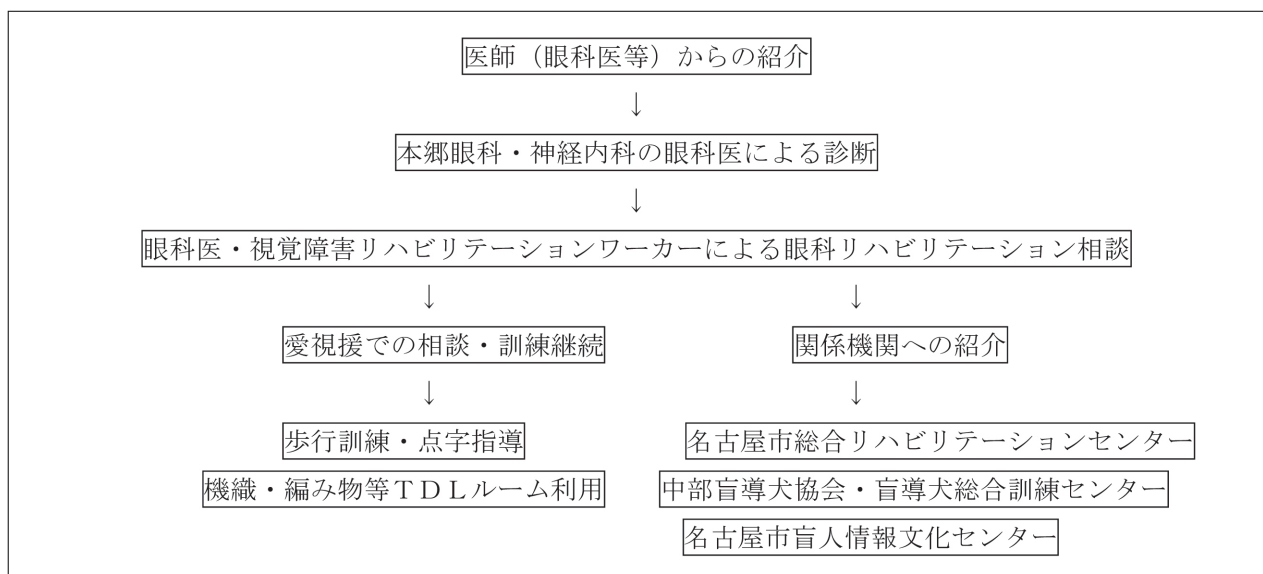 医師（眼科医等）からの紹介
↓
本郷眼科・神経内科の眼科医による診断
↓
眼科医・視覚障害リハビリテーションワーカーによる眼科リハビリテーション相談
↓ ↓
愛視援での相談・訓練継続 関係機関への紹介
↓ ↓
歩行訓練・点字指導 名古屋市総合リハビリテーションセンター
機織・編み物等ＴＤＬルーム利用 中部盲導犬協会・盲導犬総合訓練センター
名古屋市盲人情報文化センター